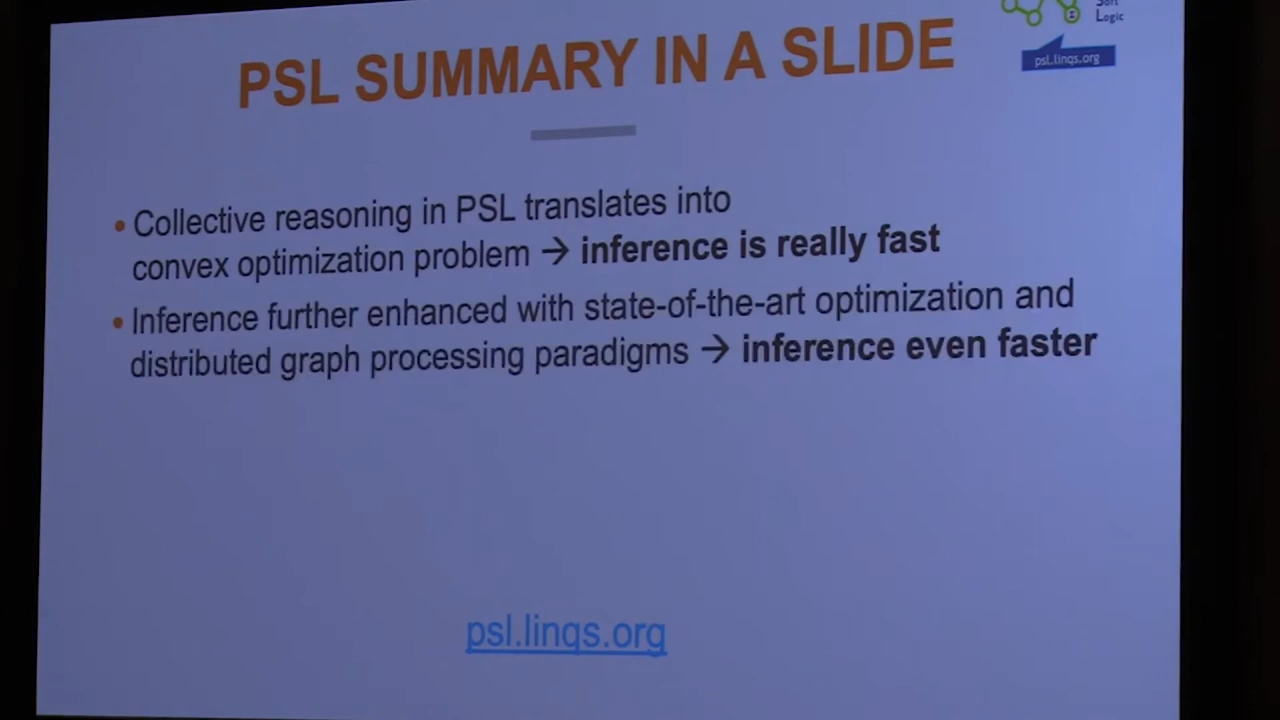 Soft
Logic
psl.linqs.org
PSL SUMMARY IN A SLIDE
• Collective reasoning in PSL translates into
convex optimization problem → inference is really fast
• Inference further enhanced with state-of-the-art optimization and
distributed graph processing paradigms → inference even faster
psl.linqs.org